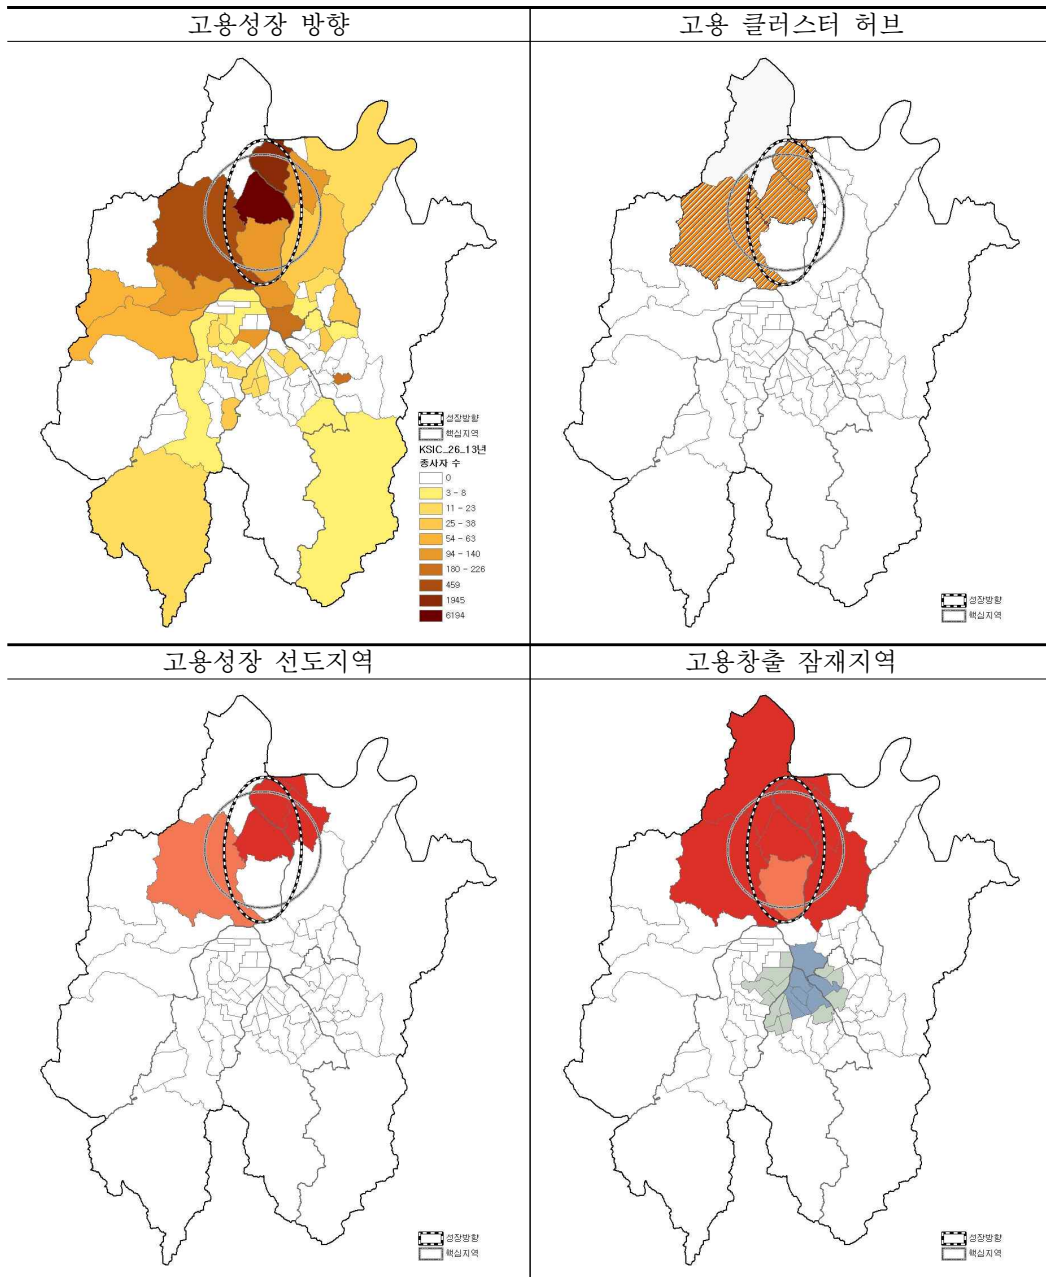 고용성장 방향
고용 클러스터 허브
성장방향
핵심지역
KSIC_26_13년
종사자 수
0
3 - 8
11 - 23
25 - 38
54 - 63
94 - 140
180 - 226
459
1945
6194
성장방향
핵심지역
고용성장 선도지역
고용창출 잠재지역
성장방향
핵심지역
성장방향
핵심지역